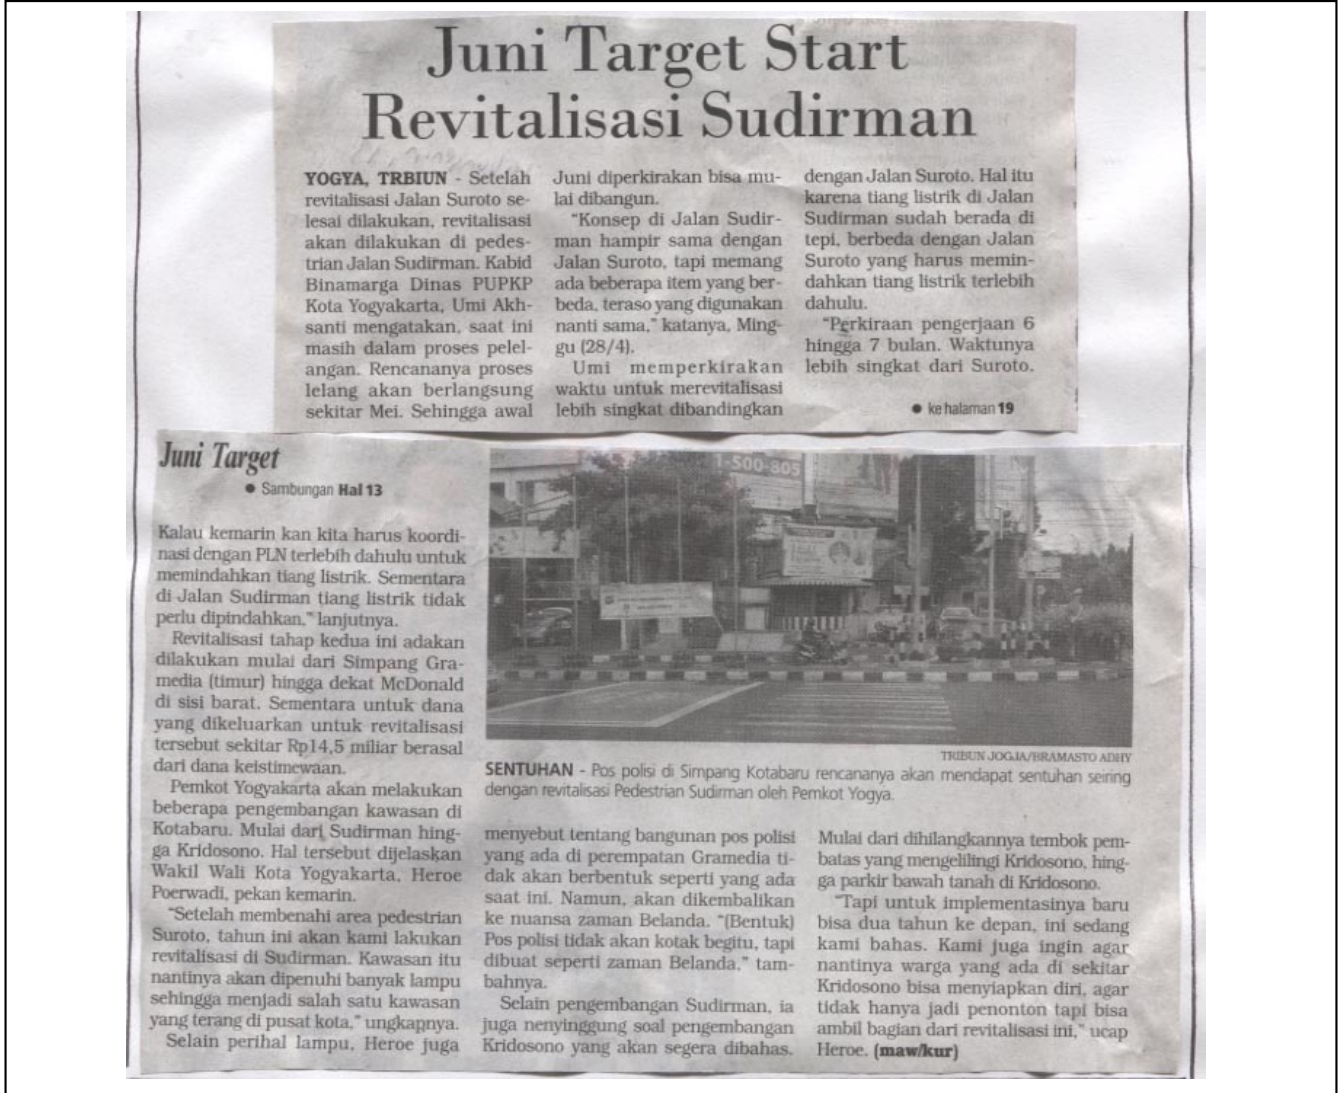 Juni Target Start
Revitalisasi Sudirman
YOGYA, TRBIUN - Setelah
revitalisasi Jalan Suroto se-
lesai dilakukan, revitalisasi
akan dilakukan di pedes-
trian Jalan Sudirman. Kabid
Binamarga Dinas PUPKP
Kota Yogyakarta, Umi Akh-
santi mengatakan, saat ini
masih dalam proses pelel-
angan. Rencananya proses
lelang akan berlangsung
sekitar Mei. Sehingga awal
Juni diperkirakan bisa mu-
lai dibangun.
"Konsep di Jalan Sudir-
man hampir sama dengan
Jalan Suroto, tapi memang
ada beberapa item yang ber-
beda, teraso yang digunakan
nanti sama," katanya, Ming-
gu (28/4).
Umi memperkirakan
waktu untuk merevitalisasi
lebih singkat dibandingkan
dengan Jalan Suroto. Hal itu
karena tiang listrik di Jalan
Sudirman sudah berada di
tepi, berbeda dengan Jalan
Suroto yang harus memin-
dahkan tiang listrik terlebih
dahulu.
"Perkiraan pengerjaan 6
hingga 7 bulan. Waktunya
lebih singkat dari Suroto.
● ke halaman 19
Juni Target
● Sambungan Hal 13
Kalau kemarin kan kita harus koordi-
nasi dengan PLN terlebih dahulu untuk
memindahkan tiang listrik. Sementara
di Jalan Sudirman tiang listrik tidak
perlu dipindahkan," lanjutnya.
Revitalisasi tahap kedua ini adakan
dilakukan mulai dari Simpang Gra-
media (timur) hingga dekat McDonald
di sisi barat. Sementara untuk dana
yang dikeluarkan untuk revitalisasi
tersebut sekitar Rp14,5 miliar berasal
dari dana keistimewaan.
Pemkot Yogyakarta akan melakukan
beberapa pengembangan kawasan di
Kotabaru. Mulai dari Sudirman hing-
ga Kridosono. Hal tersebut dijelaskan
Wakil Wali Kota Yogyakarta, Heroe
Poerwadi, pekan kemarin.
"Setelah membenahi area pedestrian
Suroto, tahun ini akan kami lakukan
revitalisasi di Sudirman. Kawasan itu
nantinya akan dipenuhi banyak lampu
sehingga menjadi salah satu kawasan
yang terang di pusat kota," ungkapnya.
Selain perihal lampu, Heroe juga
1-500-805
TRIBUN JOGJA/BRAMASTO ADHY
SENTUHAN - Pos polisi di Simpang Kotabaru rencananya akan mendapat sentuhan seiring
dengan revitalisasi Pedestrian Sudirman oleh Pemkot Yogya.
menyebut tentang bangunan pos polisi
yang ada di perempatan Gramedia ti-
dak akan berbentuk seperti yang ada
saat ini. Namun, akan dikembalikan
ke nuansa zaman Belanda. "(Bentuk)
Pos polisi tidak akan kotak begitu, tapi
dibuat seperti zaman Belanda," tam-
bahnya.
Selain pengembangan Sudirman, ia
juga nenyinggung soal pengembangan
Kridosono yang akan segera dibahas.
Mulai dari dihilangkannya tembok pem-
batas yang mengelilingi Kridosono, hing-
ga parkir bawah tanah di Kridosono.
"Tapi untuk implementasinya baru
bisa dua tahun ke depan, ini sedang
kami bahas. Kami juga ingin agar
nantinya warga yang ada di sekitar
Kridosono bisa menyiapkan diri, agar
tidak hanya jadi penonton tapi bisa
ambil bagian dari revitalisasi ini," ucap
Heroe. (maw/kur)